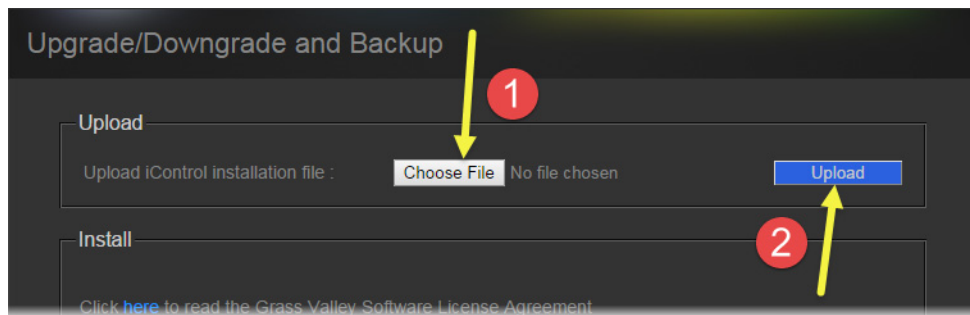 Upgrade/Downgrade and Backup
1
Upload
Upload iControl installation file :
Choose File No file chosen
Upload
Install
2
Click here to read the Grass Valley Software License Agreement